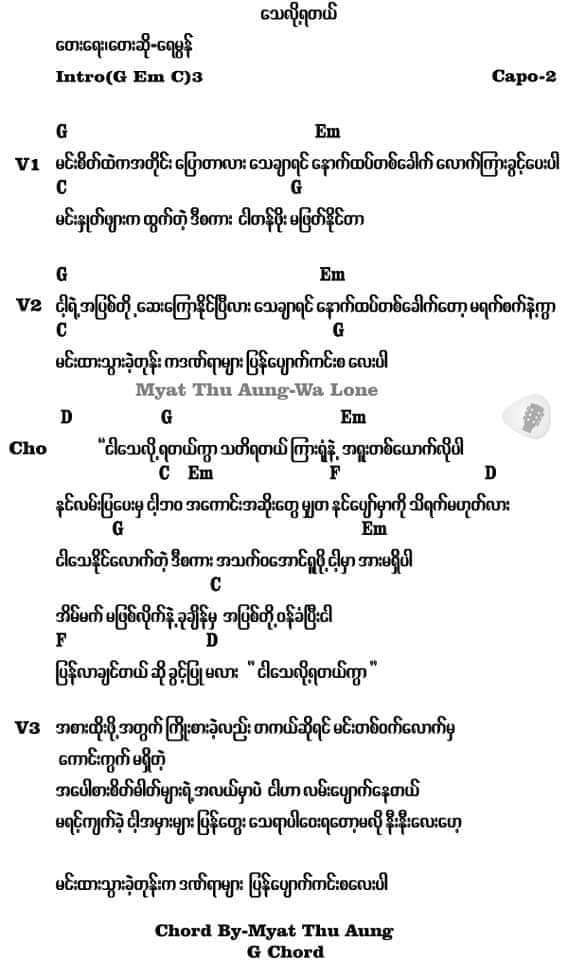 သေလို့ရတယ်
တေးရေး၊တေးဆို-ရေမွန်
Intro(G Em C)3 Capo-2
G Em
V1 မင်းစိတ်ထဲကအတိုင်း ပြောတာလား သေချာရင် နောက်ထပ်တစ်ခေါက် လောက်ကြားခွင့်ပေးပါ
C G
မင်းနှုတ်ဖျားက ထွက်တဲ့ ဒီစကား ငါတန်ဖိုး မဖြတ်နိုင်တာ
G Em
V2 ငါ့ရဲ့အပြစ်တို့ ဆေးကြောနိုင်ပြီလား သေချာရင် နောက်ထပ်တစ်ခေါက်တော့ မရက်စက်နဲ့ကွာ
C G
မင်းထားသွားခဲ့တုန်း ကဒဏ်ရာများ ပြန်ပျောက်ကင်းစ လေးပါ
Myat Thu Aung-Wa Lone
D G Em
Cho "ငါသေလို့ရတယ်ကွာ သတိရတယ် ကြားရုံနဲ့ အရူးတစ်ယောက်လိုပါ
C Em F D
နင်လမ်းပြပေးမှ ငါ့ဘဝ အကောင်းအဆိုးတွေ မျှတ နင်ပျော်မှာကို သိရက်မဟုတ်လား
G Em
ငါသေနိုင်လောက်တဲ့ ဒီစကား အသက်ဝအောင်ရှူဖို့ ငါ့မှာ အားမရှိပါ
C
အိမ်မက် မဖြစ်လိုက်နဲ့ ခုချိန်မှ အပြစ်တို့ ဝန်ခံပြီးငါ
F D
ပြန်လာချင်တယ် ဆို ခွင့်ပြု မလား " ငါသေလို့ရတယ်ကွာ "
V3 အစားထိုးဖို့ အတွက် ကြိုးစားခဲ့လည်း တကယ်ဆိုရင် မင်းတစ်ဝက်လောက်မှ
ကောင်းကွက် မရှိတဲ့
အပေါစားစိတ်ဓါတ်များရဲ့ အလယ်မှာပဲ ငါဟာ လမ်းပျောက်နေတယ်
မရင့်ကျက်ခဲ့ ငါ့အမှားများ ပြန်တွေး သေရာပါဝေးရတော့မလို နီးနီးလေးဟေ့
မင်းထားသွားခဲ့တုန်းက ဒဏ်ရာများ ပြန်ပျောက်ကင်းစလေးပါ
Chord By-Myat Thu Aung
G Chord